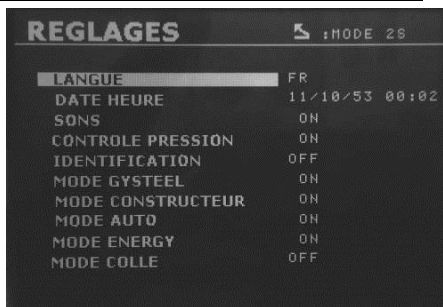 REGLAGES :MODE 2S
LANGUE FR
DATE HEURE 11/10/53 00:02
SONS ON
CONTROLE PRESSION ON
IDENTIFICATION OFF
MODE GYSTEEL ON
MODE CONSTRUCTEUR ON
MODE AUTO ON
MODE ENERGY ON
MODE COLLE OFF